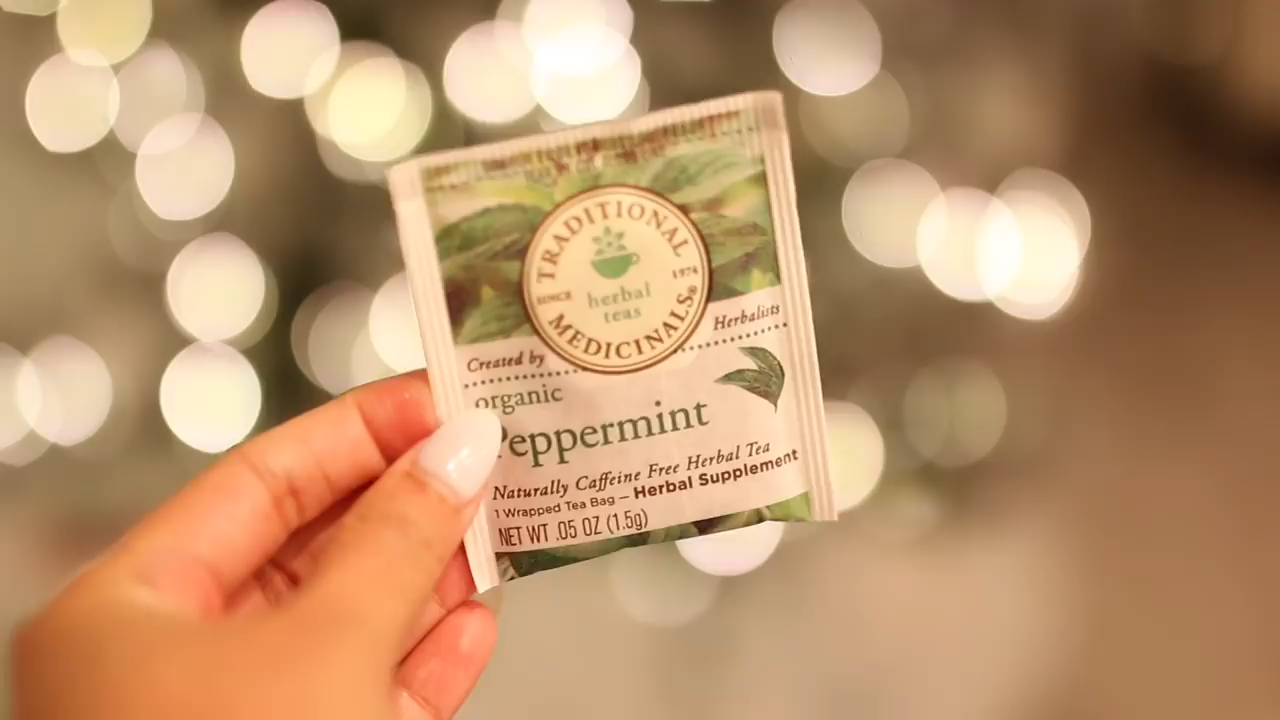 TRADITIONAL
SINCE 1974
herbal
teas
MEDICINALS®
Created by Herbalists
organic
Peppermint
Naturally Caffeine Free Herbal Tea
1 Wrapped Tea Bag – Herbal Supplement
NET WT .05 OZ (1.5g)